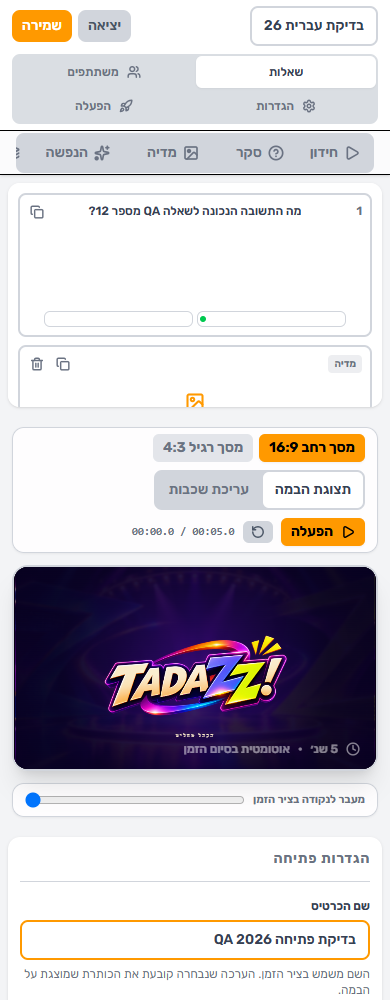 בדיקת עברית 26
יציאה
שמירה
שאלות
משתתפים
הגדרות
הפעלה
חידון
סקר
מדיה
הנפשה
1
מה התשובה הנכונה לשאלה QA מספר 12?
מדיה
מסך רחב 16:9
מסך רגיל 4:3
תצוגת הבמה
עריכת שכבות
הפעלה
00:00.0 / 00:05.0
TADAZZ!
5 שנ׳ • אוטומטית בסיום הזמן
מעבר לנקודה בציר הזמן
הגדרות פתיחה
שם הכרטיס
בדיקת פתיחה QA 2026
השם משמש בציר הזמן. הערכה שנבחרה קובעת את הכותרת שמוצגת על
הבמה.